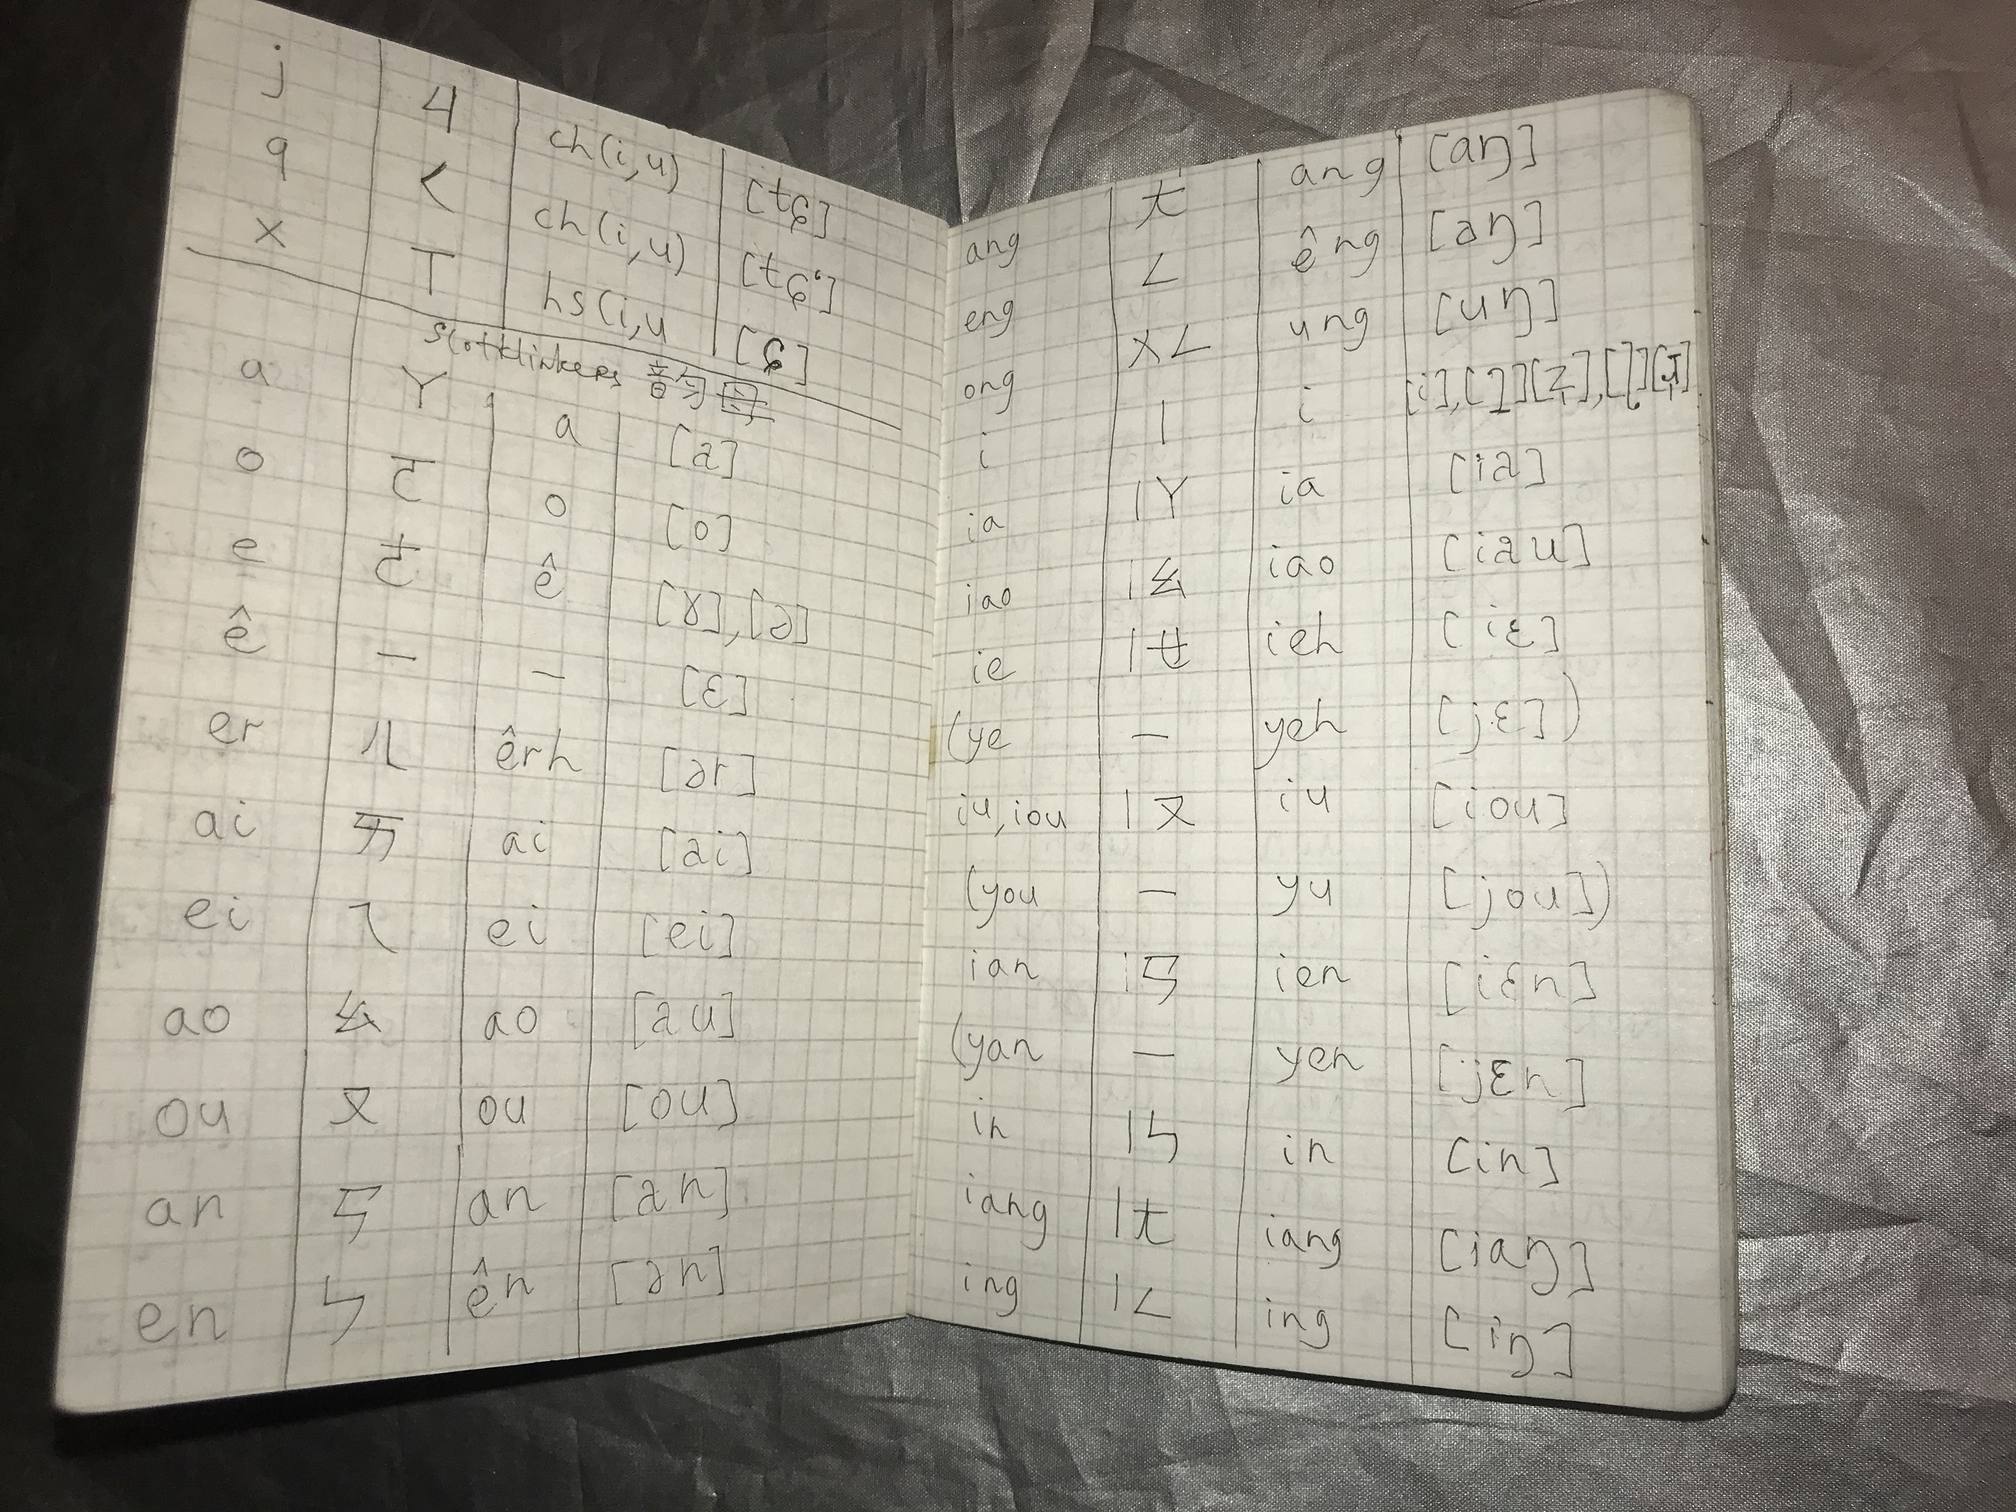 j ㄐ ch(i,u) [tɕ]
q ㄑ ch(i,u) [tɕ‘]
x ㄒ hs(i,u [ɕ]
Slotklinkers 韵母
a ㄚ a [a]
o ㄛ o [o]
e ㄜ ê [ɤ],[ə]
ê — — [ɛ]
er ㄦ êrh [ər]
ai ㄞ ai [ai]
ei ㄟ ei [ei]
ao ㄠ ao [au]
ou ㄡ ou [ou]
an ㄢ an [an]
en ㄣ ên [ən]
ang ㄤ ang [aŋ]
eng ㄥ êng [əŋ]
ong ㄨㄥ ung [uŋ]
i ㄧ i [i],
ia ㄧㄚ ia [ia]
iao ㄧㄠ iao [iau]
ie ㄧㄝ ieh [iɛ]
(ye — yeh [jɛ])
iu, iou ㄧㄡ iu [iou]
(you — yu [jou])
ian ㄧㄢ ien [iɛn]
(yan — yen [jɛn]
in ㄧㄣ in [in]
iang ㄧㄤ iang [iaŋ]
ing ㄧㄥ ing [iŋ]